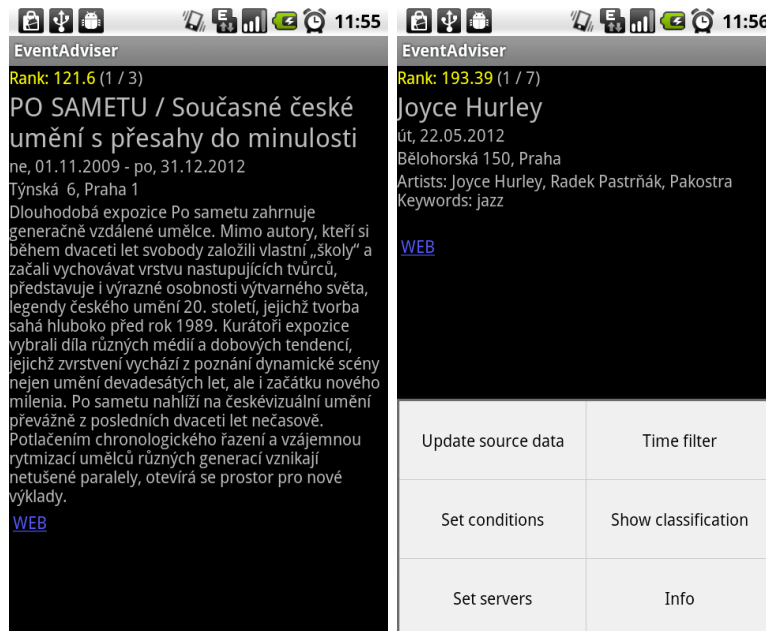 11:55
EventAdviser
Rank: 121.6 (1 / 3)
PO SAMETU / Současné české
umění s přesahy do minulosti
ne, 01.11.2009 - po, 31.12.2012
Týnská  6, Praha 1
Dlouhodobá expozice Po sametu zahrnuje
generačně vzdálené umělce. Mimo autory, kteří si
během dvaceti let svobody založili vlastní „školy“ a
začali vychovávat vrstvu nastupujících tvůrců,
představuje i výrazné osobnosti výtvarného světa,
legendy českého umění 20. století, jejichž tvorba
sahá hluboko před rok 1989. Kurátoři expozice
vybrali díla různých médií a dobových tendencí,
jejichž zvrstvení vychází z poznání dynamické scény
nejen umění devadesátých let, ale i začátku nového
milenia. Po sametu nahlíží na českévizuální umění
převážně z posledních dvaceti let nečasově.
Potlačením chronologického řazení a vzájemnou
rytmizací umělců různých generací vznikají
netušené paralely, otevírá se prostor pro nové
výklady.
WEB
11:56
EventAdviser
Rank: 193.39 (1 / 7)
Joyce Hurley
út, 22.05.2012
Bělohorská 150, Praha
Artists: Joyce Hurley, Radek Pastrňák, Pakostra
Keywords: jazz
WEB
Update source data
Time filter
Set conditions
Show classification
Set servers
Info